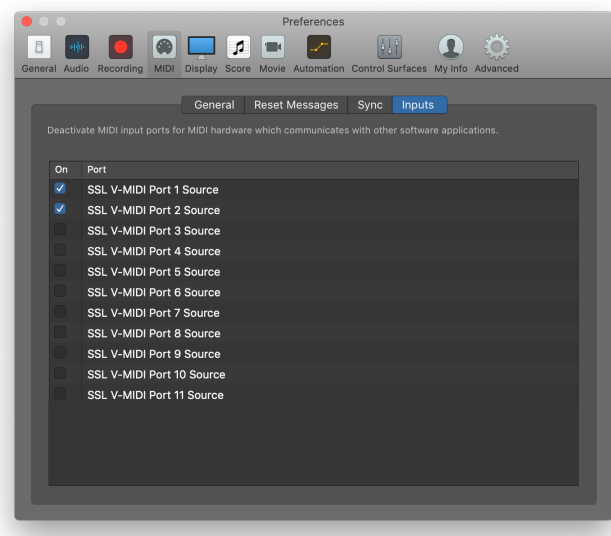 Preferences
General Audio Recording MIDI Display Score Movie Automation Control Surfaces My Info Advanced
General Reset Messages Sync Inputs
Deactivate MIDI input ports for MIDI hardware which communicates with other software applications.
On Port
SSL V-MIDI Port 1 Source
SSL V-MIDI Port 2 Source
SSL V-MIDI Port 3 Source
SSL V-MIDI Port 4 Source
SSL V-MIDI Port 5 Source
SSL V-MIDI Port 6 Source
SSL V-MIDI Port 7 Source
SSL V-MIDI Port 8 Source
SSL V-MIDI Port 9 Source
SSL V-MIDI Port 10 Source
SSL V-MIDI Port 11 Source